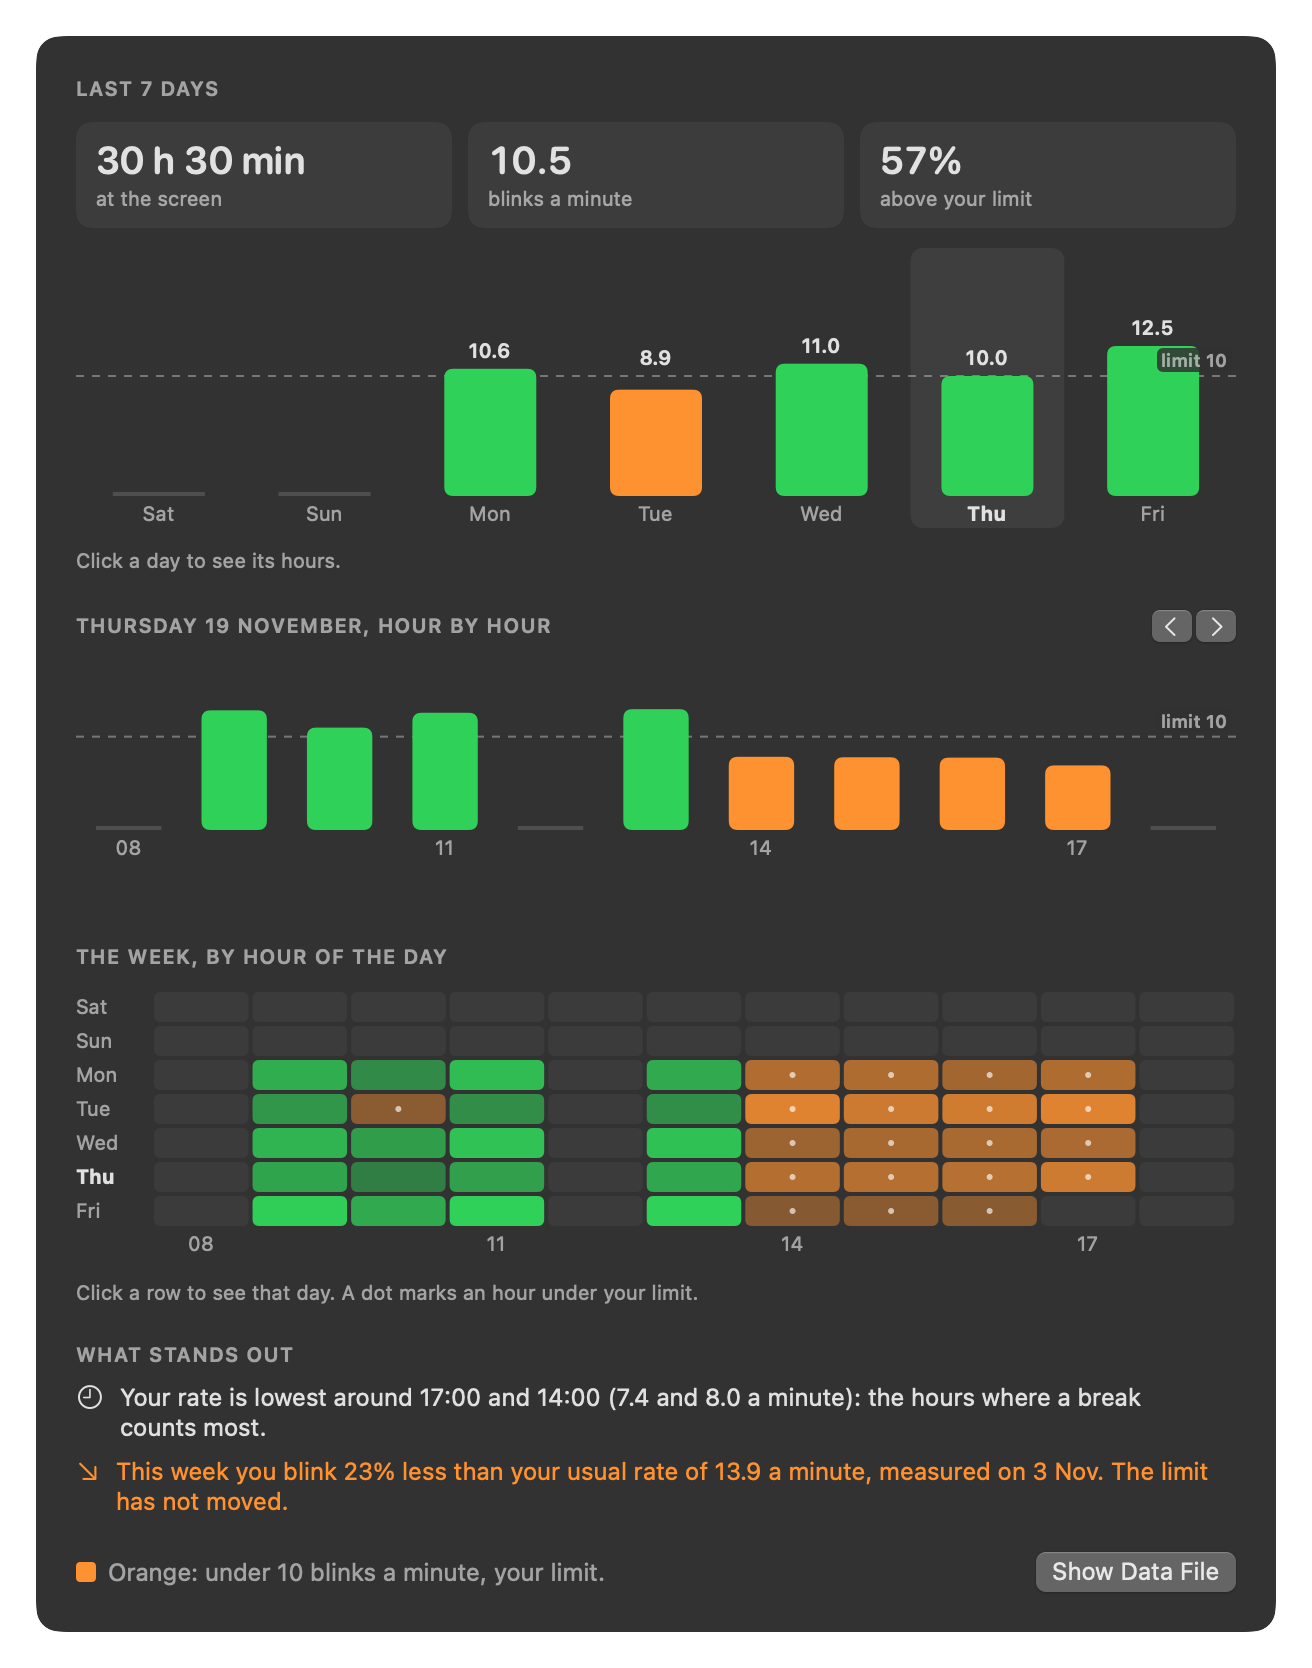 LAST 7 DAYS
30 h 30 min
at the screen
10.5
blinks a minute
57%
above your limit
10.6
8.9
11.0
10.0
12.5
limit 10
Sat
Sun
Mon
Tue
Wed
Thu
Fri
Click a day to see its hours.
THURSDAY 19 NOVEMBER, HOUR BY HOUR
limit 10
08
11
14
17
THE WEEK, BY HOUR OF THE DAY
Sat
Sun
Mon
Tue
Wed
Thu
Fri
08
11
14
17
Click a row to see that day. A dot marks an hour under your limit.
WHAT STANDS OUT
Your rate is lowest around 17:00 and 14:00 (7.4 and 8.0 a minute): the hours where a break
counts most.
This week you blink 23% less than your usual rate of 13.9 a minute, measured on 3 Nov. The limit
has not moved.
Orange: under 10 blinks a minute, your limit.
Show Data File